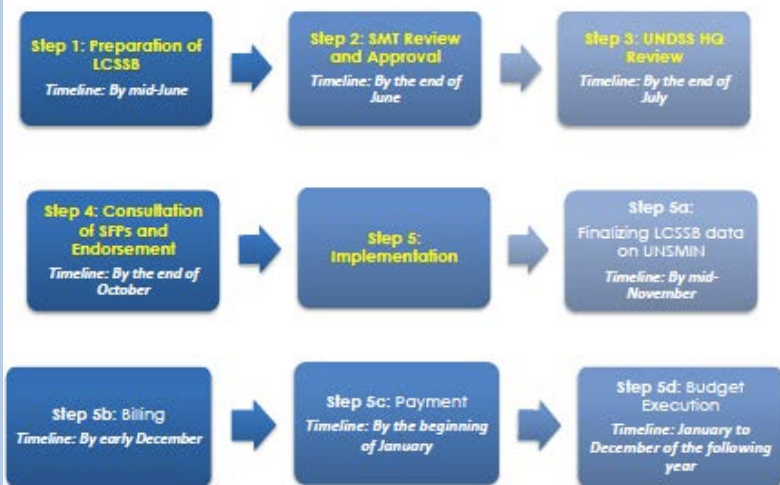 Step 1: Preparation of
LCSSB
Timeline: By mid-June
Step 2: SMT Review
and Approval
Timeline: By the end of
June
Step 3: UNDSS HQ
Review
Timeline: By the end of
July
Step 4: Consultation
of SFPs and
Endorsement
Timeline: By the end of
October
Step 5:
Implementation
Step 5a:
Finalizing LCSSB data
on UNSMIN
Timeline: By mid-
November
Step 5b: Billing
Timeline: By early December
Step 5c: Payment
Timeline: By the beginning
of January
Step 5d: Budget
Execution
Timeline: January to
December of the following
year